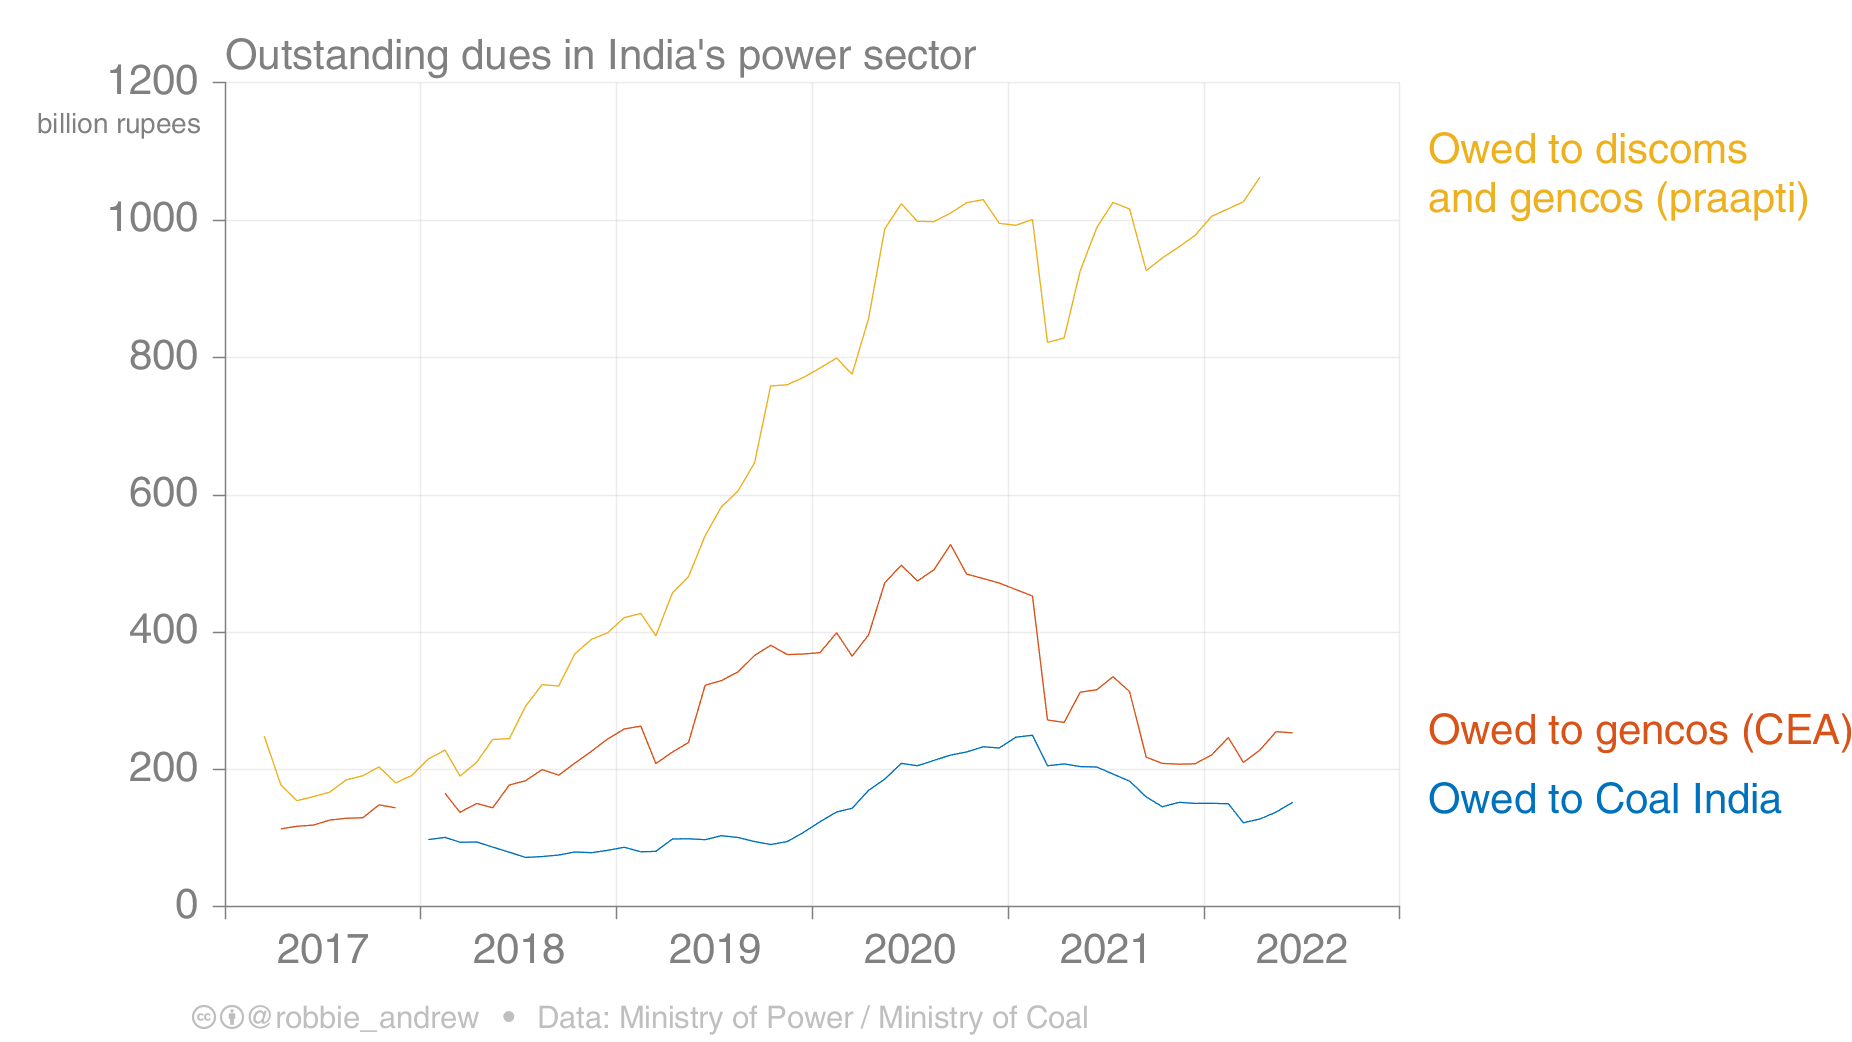 Outstanding dues in India's power sector
1200
billion rupees
1000
800
600
400
200
0
2017 2018 2019 2020 2021 2022
Owed to discoms
and gencos (praapti)
Owed to gencos (CEA)
Owed to Coal India
cc @robbie_andrew • Data: Ministry of Power / Ministry of Coal